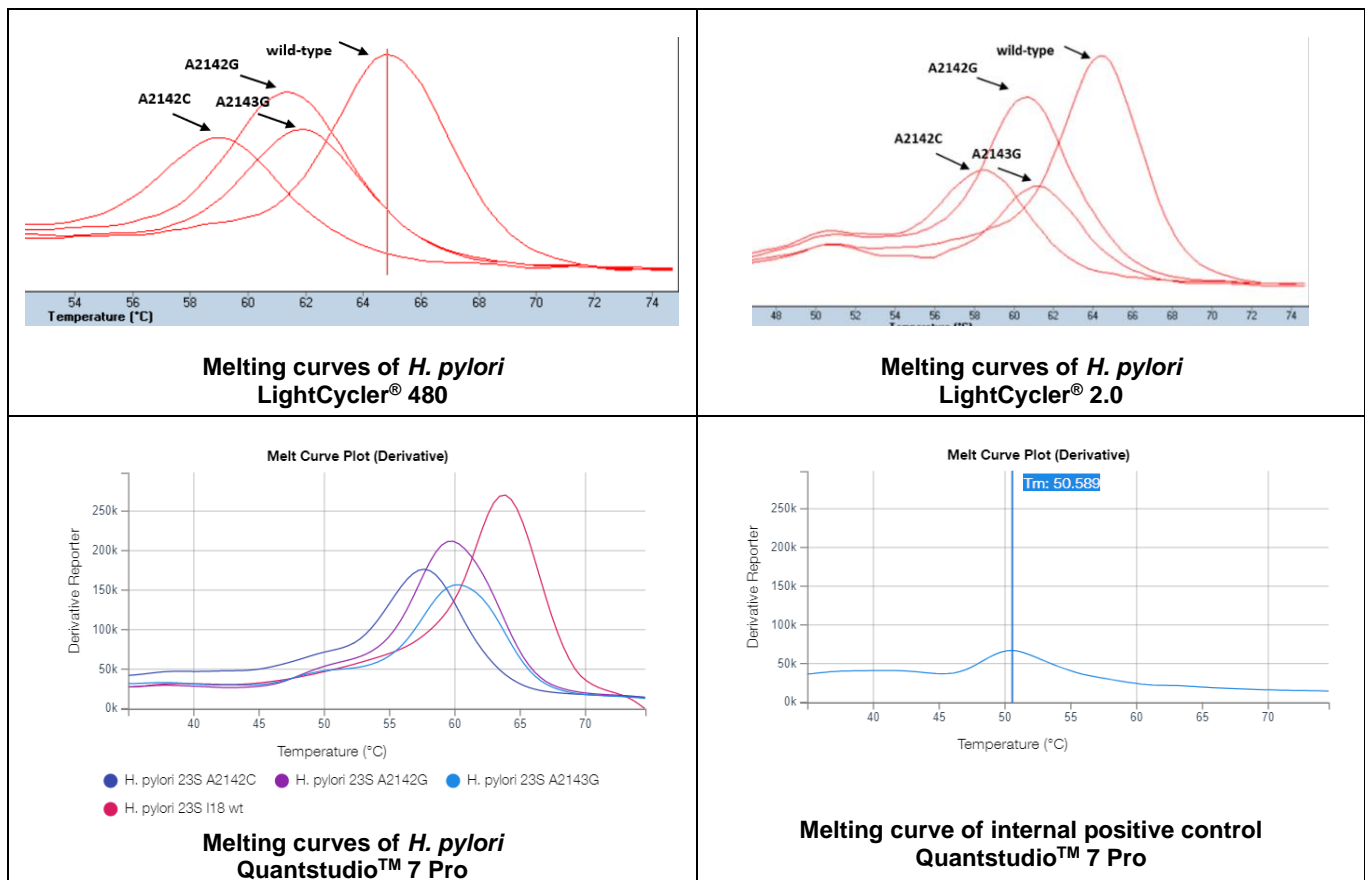 wild-type
A2142G
A2142C
A2143G
54 56 58 60 62 64 66 68 70 72 74
Temperature (°C)
Melting curves of H. pylori
LightCycler® 480
wild-type
A2142G
A2142C
A2143G
48 50 52 54 56 58 60 62 64 66 68 70 72 74
Melting curves of H. pylori
LightCycler® 2.0
Melt Curve Plot (Derivative)
Derivative Reporter
250k
200k
150k
100k
50k
0k
40 45 50 55 60 65 70
Temperature (°C)
H. pylori 23S A2142C H. pylori 23S A2142G H. pylori 23S A2143G
H. pylori 23S I18 wt
Melting curves of H. pylori
Quantstudio™ 7 Pro
Melt Curve Plot (Derivative)
Tm: 50.589
Derivative Reporter
250k
200k
150k
100k
50k
0k
40 45 50 55 60 65 70
Temperature (°C)
Melting curve of internal positive control
Quantstudio™ 7 Pro